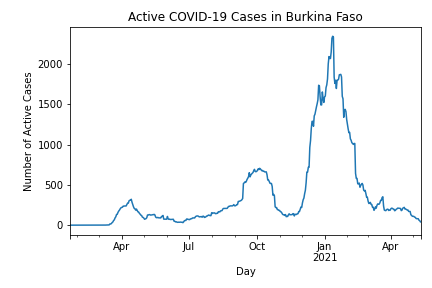 Active COVID-19 Cases in Burkina Faso
Number of Active Cases
2000
1500
1000
500
0
Apr
Jul
Oct
Jan
2021
Apr
Day